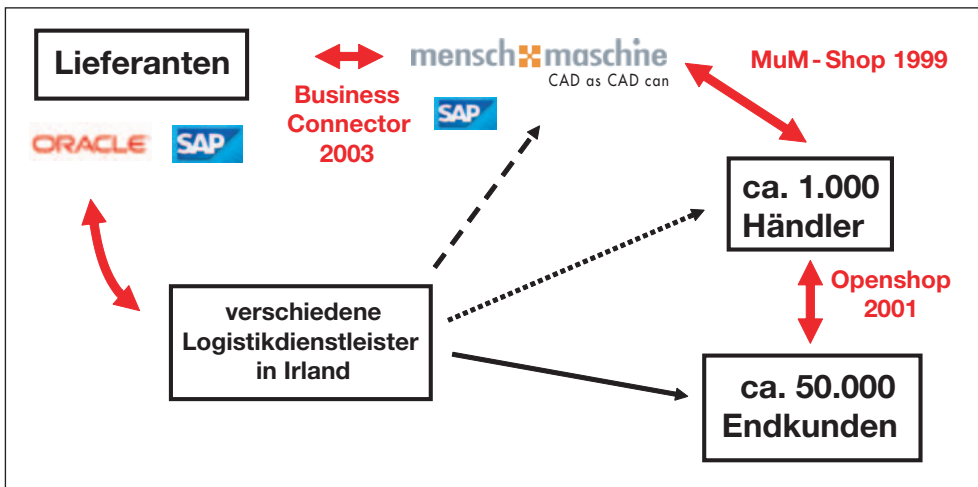 Lieferanten
mensch maschine
CAD as CAD can
MuM - Shop 1999
Business
Connector
2003
SAP
ORACLE
SAP
ca. 1.000
Händler
Openshop
2001
verschiedene
Logistikdienstleister
in Irland
ca. 50.000
Endkunden